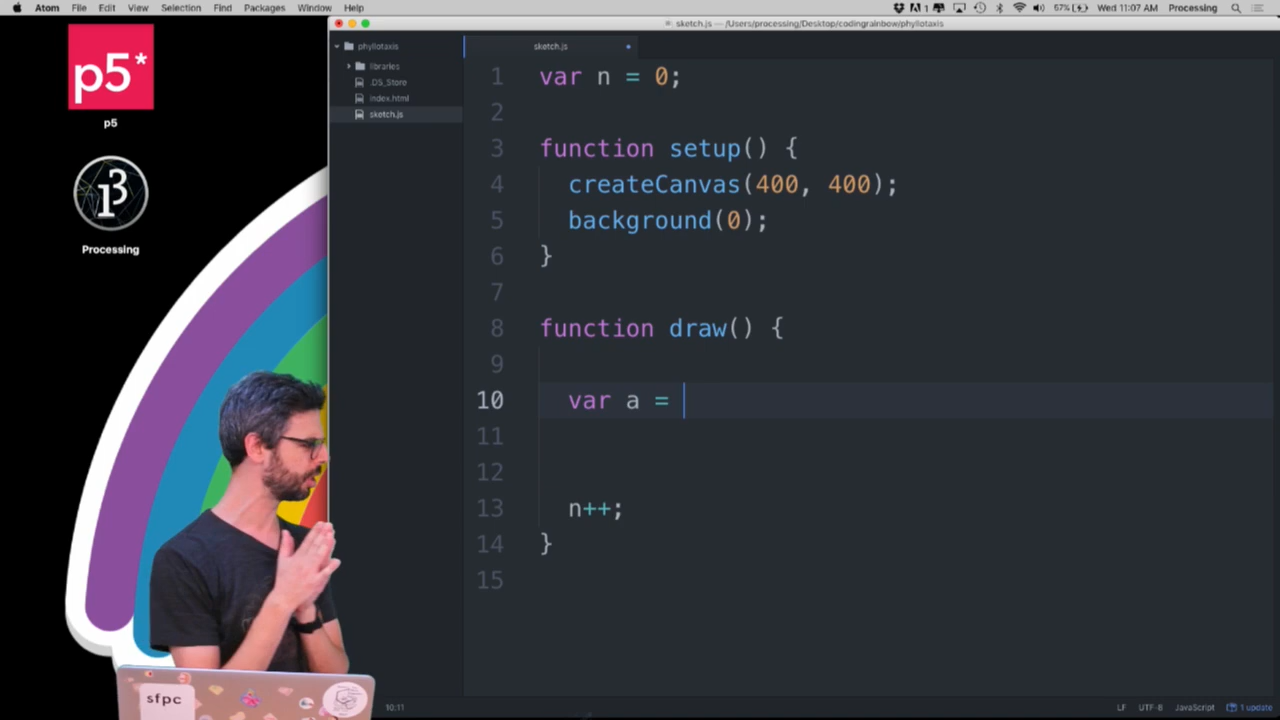 Atom File Edit View Selection Find Packages Window Help
1
57%
Wed 11:07 AM Processing
sketch.js — /Users/processing/Desktop/codingrainbow/phyllotaxis
p5*
p5
Processing
phyllotaxis
libraries
.DS_Store
index.html
sketch.js
sketch.js
1 var n = 0;
2
3 function setup() {
4 createCanvas(400, 400);
5 background(0);
6 }
7
8 function draw() {
9
10 var a =
11
12
13 n++;
14 }
15
sfpc
10:11
LF UTF-8 JavaScript 1 update